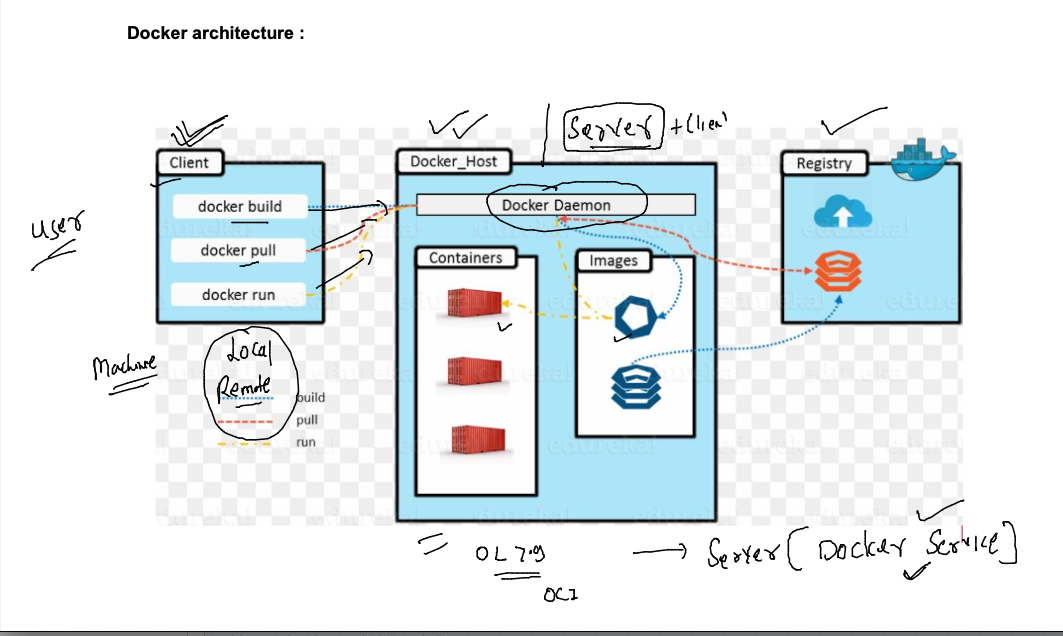 Docker architecture :
Server + Client
Client
Docker_Host
Registry
docker build
Docker Daemon
user
docker pull
Containers
Images
docker run
Local
Machine
Remote
build
pull
run
OL 7.9
Server [ Docker Service ]
OCI
edureka!